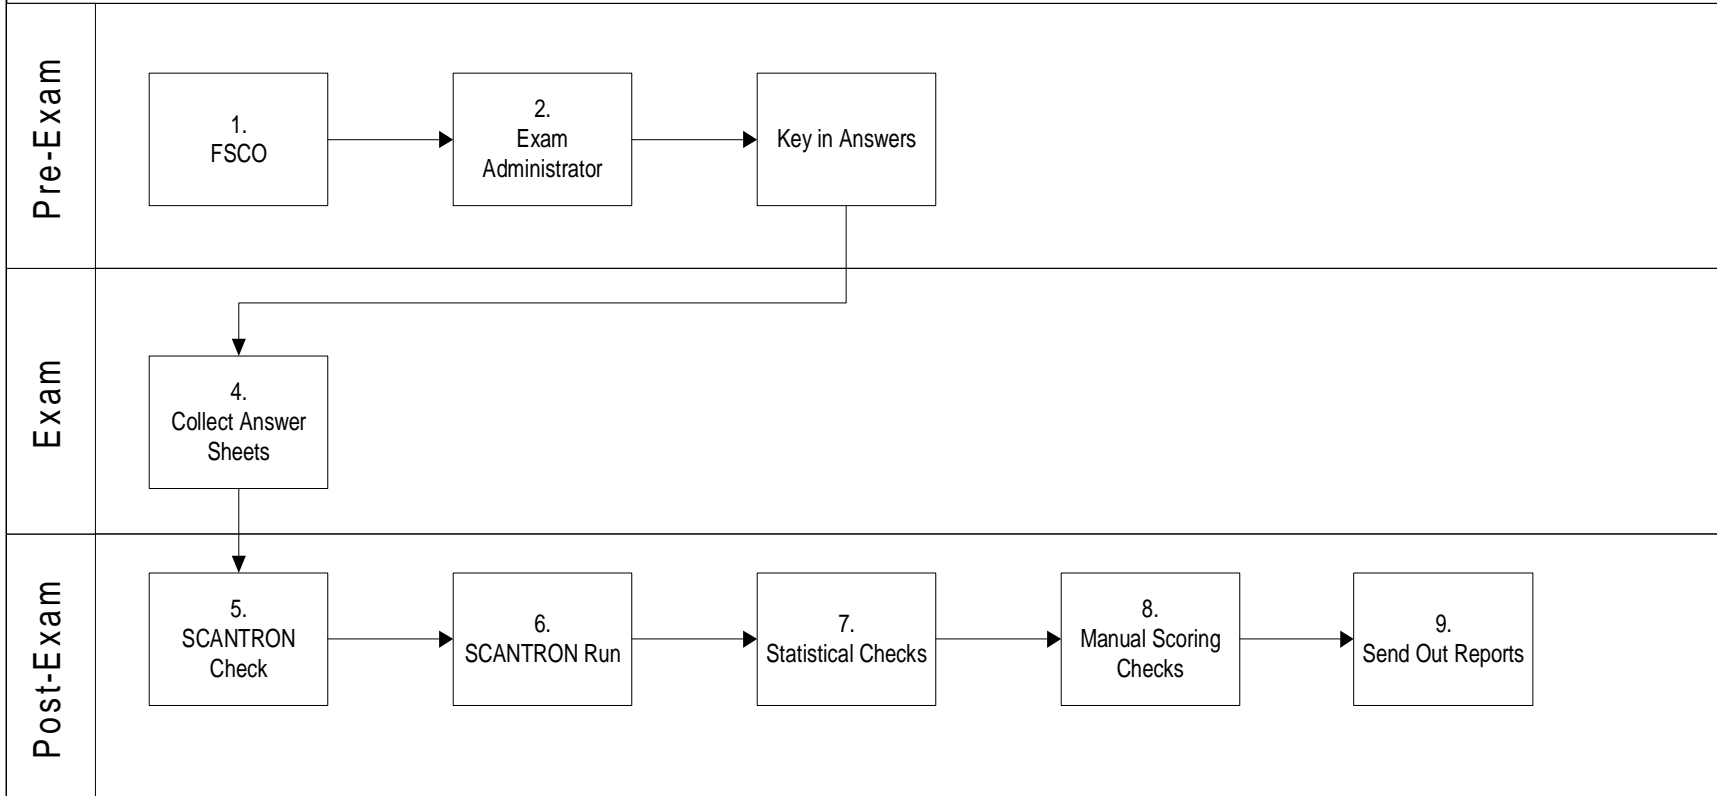 Pre-Exam
1.
FSCO
2.
Exam
Administrator
Key in Answers
Exam
4.
Collect Answer
Sheets
Post-Exam
5.
SCANTRON
Check
6.
SCANTRON Run
7.
Statistical Checks
8.
Manual Scoring
Checks
9.
Send Out Reports